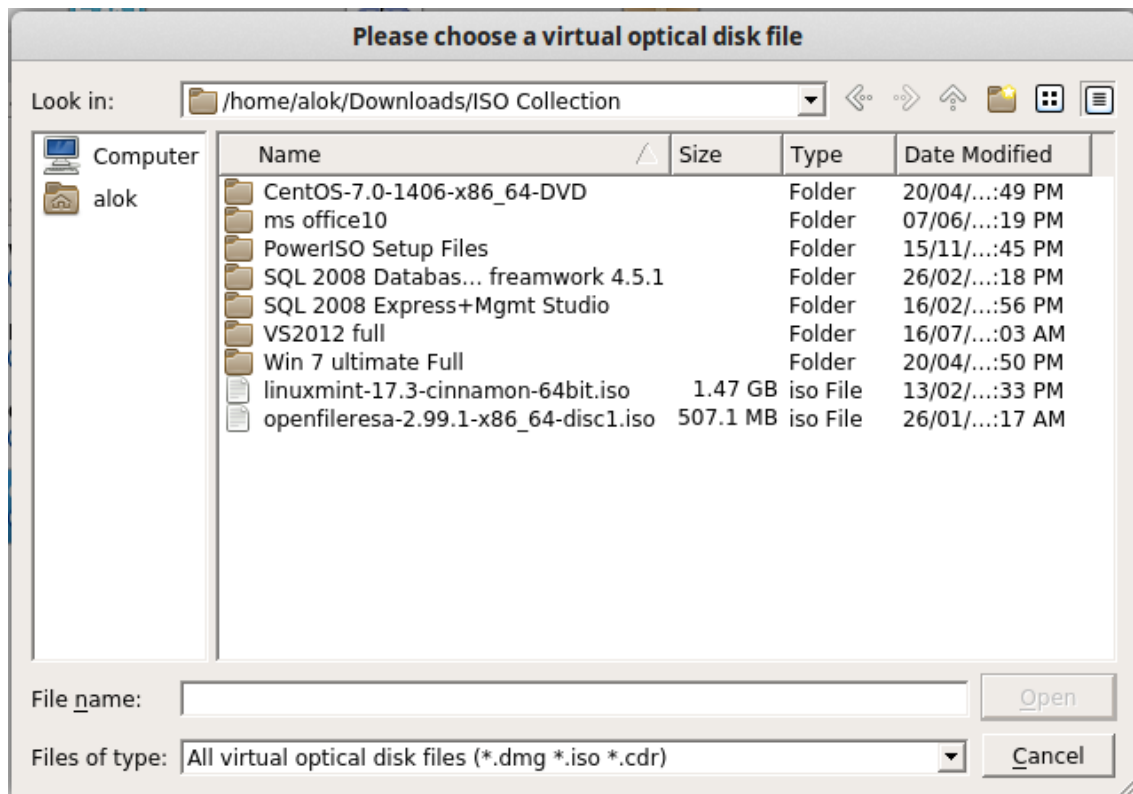 Please choose a virtual optical disk file
Look in: /home/alok/Downloads/ISO Collection
Computer
alok
Name Size Type Date Modified
CentOS-7.0-1406-x86_64-DVD Folder 20/04/...:49 PM
ms office10 Folder 07/06/...:19 PM
PowerISO Setup Files Folder 15/11/...:45 PM
SQL 2008 Databas... freamwork 4.5.1 Folder 26/02/...:18 PM
SQL 2008 Express+Mgmt Studio Folder 16/02/...:56 PM
VS2012 full Folder 16/07/...:03 AM
Win 7 ultimate Full Folder 20/04/...:50 PM
linuxmint-17.3-cinnamon-64bit.iso 1.47 GB iso File 13/02/...:33 PM
openfileresa-2.99.1-x86_64-disc1.iso 507.1 MB iso File 26/01/...:17 AM
File name: Open
Files of type: All virtual optical disk files (*.dmg *.iso *.cdr) Cancel